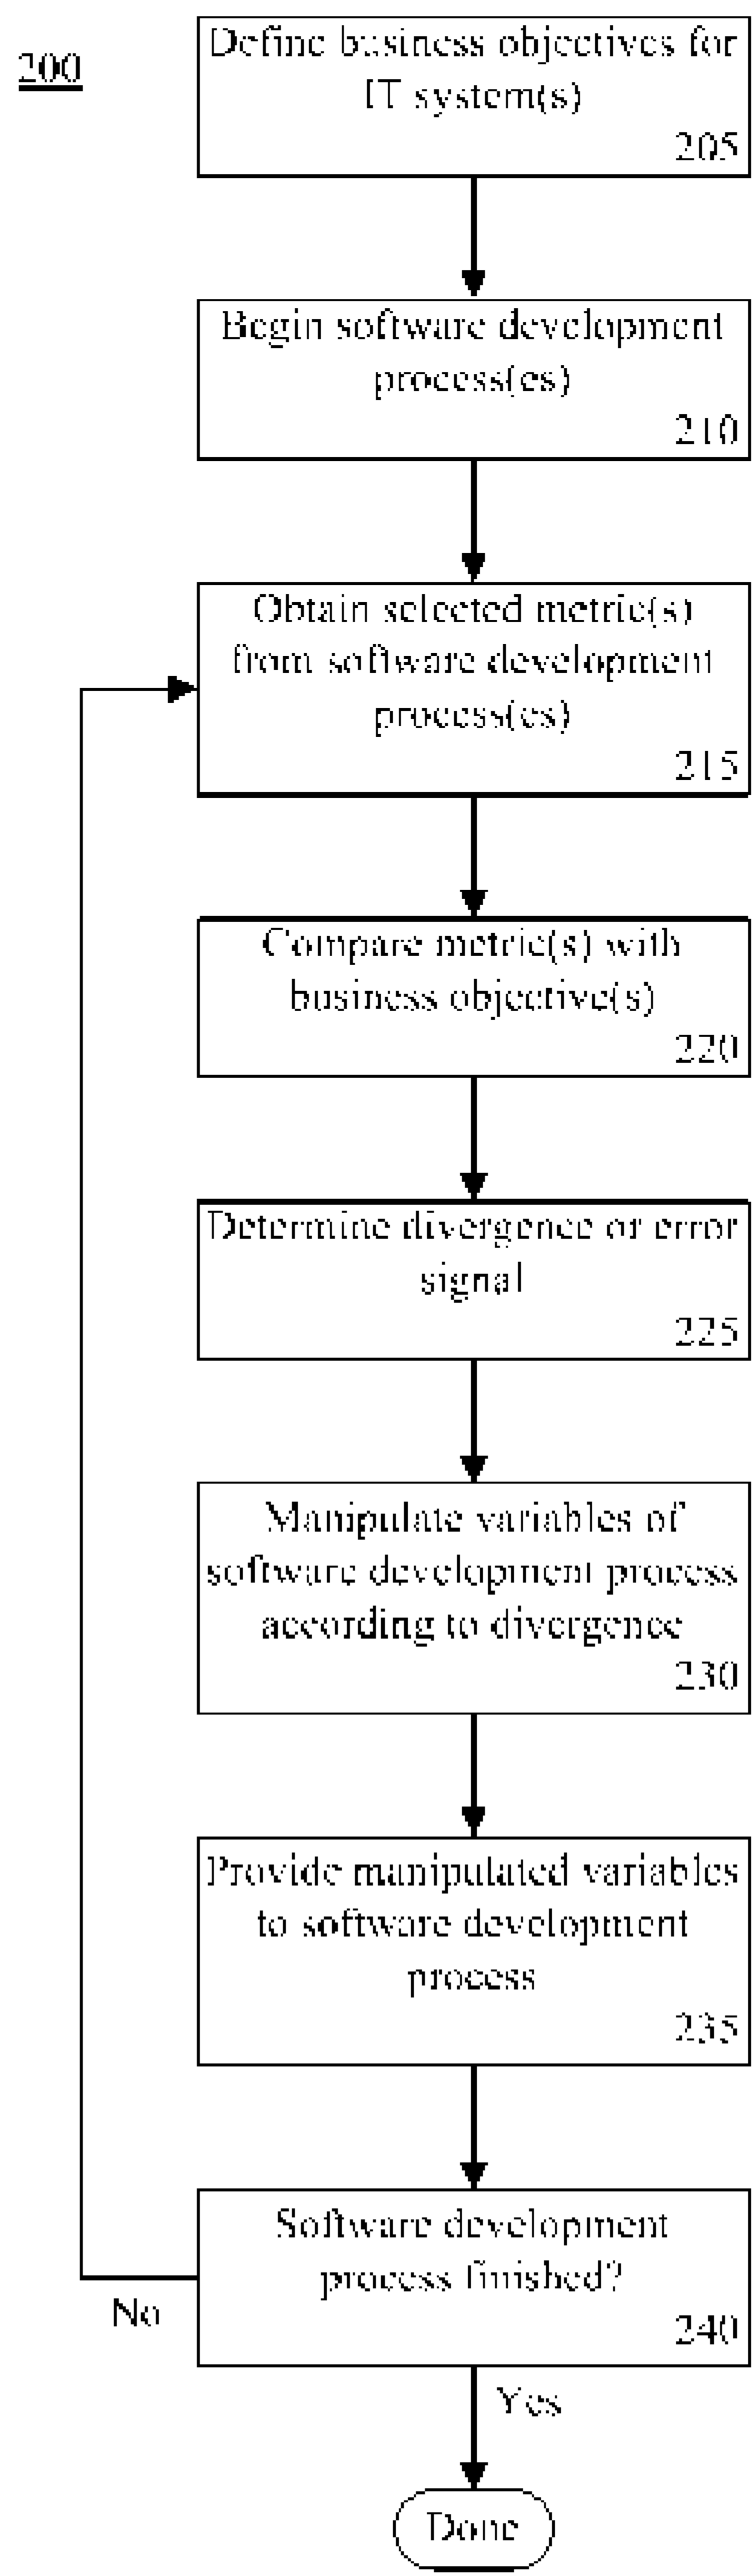 200
Define business objectives for
IT system(s)
205
Begin software development
process(es)
210
Obtain selected metric(s)
from software development
process(es)
215
Compare metric(s) with
business objective(s)
220
Determine divergence or error
signal
225
Manipulate variables of
software development process
according to divergence
230
Provide manipulated variables
to software development
process
235
Software development
process finished?
240
No
Yes
Done